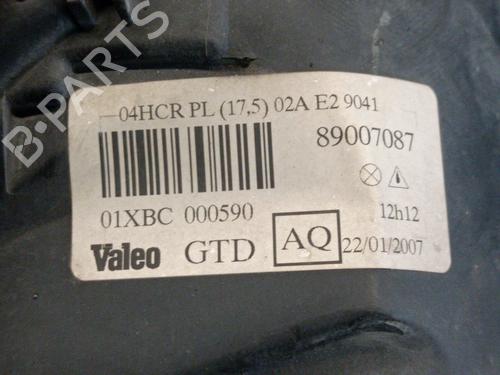 B-PARTS
04HCR PL (17,5) 02A E2 9041
89007087
01XBC 000590
12h12
Valeo GTD AQ 22/01/2007